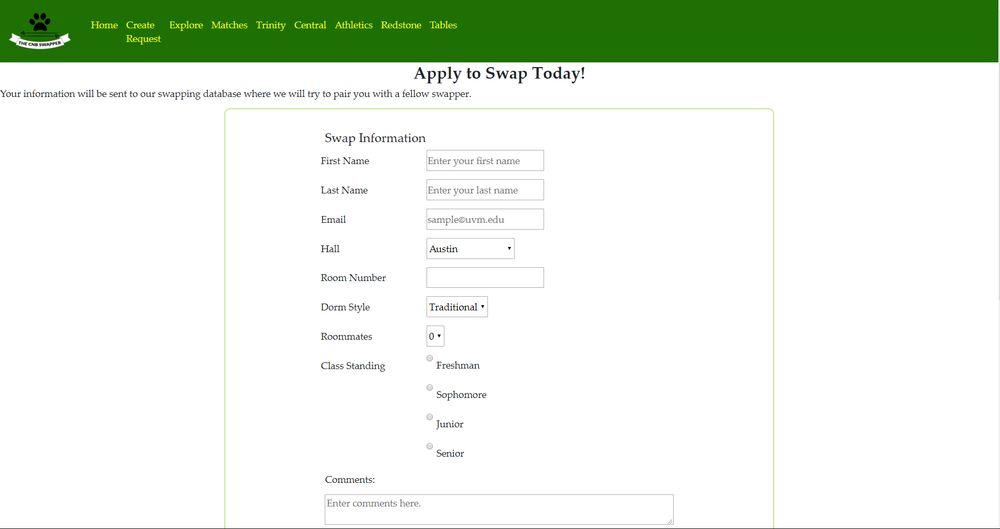 THE CNB SWAPPER
Home Create Request Explore Matches Trinity Central Athletics Redstone Tables
Apply to Swap Today!
Your information will be sent to our swapping database where we will try to pair you with a fellow swapper.
Swap Information
First Name Enter your first name
Last Name Enter your last name
Email sample@uvm.edu
Hall Austin
Room Number
Dorm Style Traditional
Roommates 0
Class Standing Freshman
Sophomore
Junior
Senior
Comments:
Enter comments here.